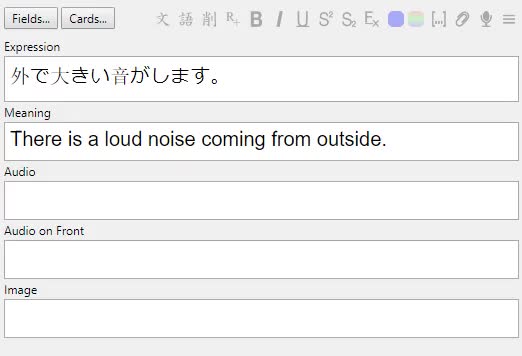 Fields... Cards... 文 語 削 R+ B I U S² S₂ Ex [...]
Expression
外で大きい音がします。
Meaning
There is a loud noise coming from outside.
Audio
Audio on Front
Image